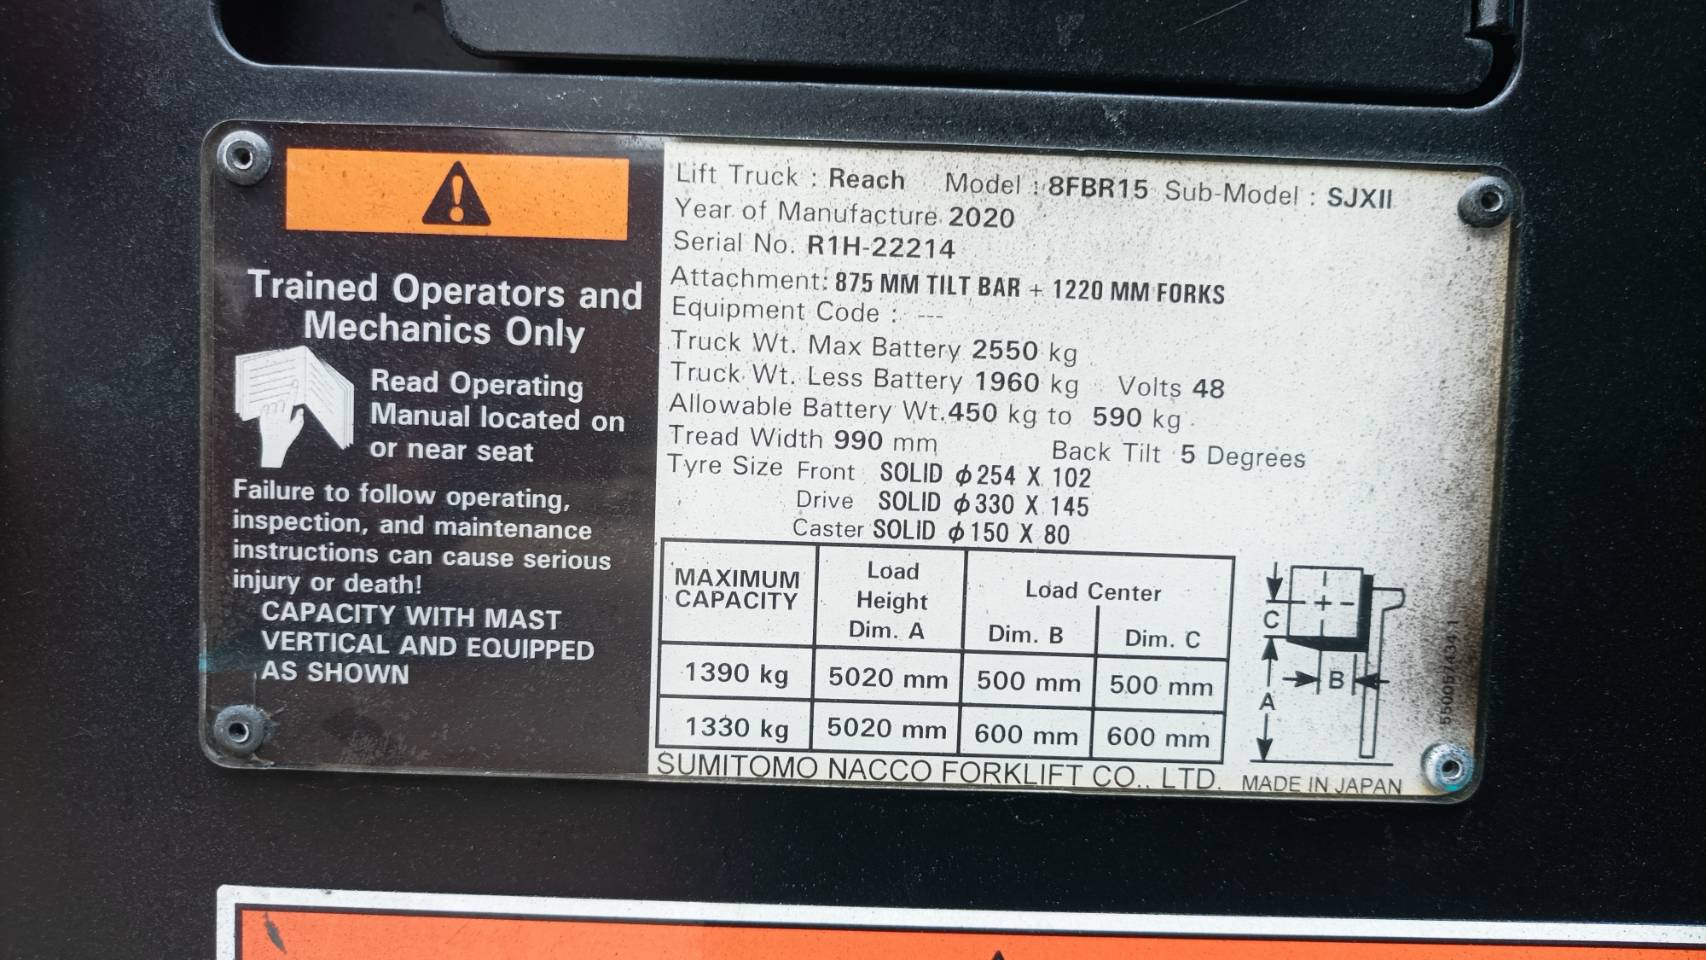 Trained Operators and
Mechanics Only
Read Operating
Manual located on
or near seat
Failure to follow operating,
inspection, and maintenance
instructions can cause serious
injury or death!
CAPACITY WITH MAST
VERTICAL AND EQUIPPED
AS SHOWN
Lift Truck : Reach Model : 8FBR15 Sub-Model : SJXII
Year of Manufacture 2020
Serial No. R1H-22214
Attachment: 875 MM TILT BAR + 1220 MM FORKS
Equipment Code : ---
Truck Wt. Max Battery 2550 kg
Truck Wt. Less Battery 1960 kg Volts 48
Allowable Battery Wt. 450 kg to 590 kg
Tread Width 990 mm Back Tilt 5 Degrees
Tyre Size Front SOLID ϕ254 X 102
Drive SOLID ϕ330 X 145
Caster SOLID ϕ150 X 80
MAXIMUM CAPACITY Load Height Dim. A Load Center Dim. B Dim. C
1390 kg 5020 mm 500 mm 500 mm
1330 kg 5020 mm 600 mm 600 mm
C
B
A
SUMITOMO NACCO FORKLIFT CO., LTD. MADE IN JAPAN